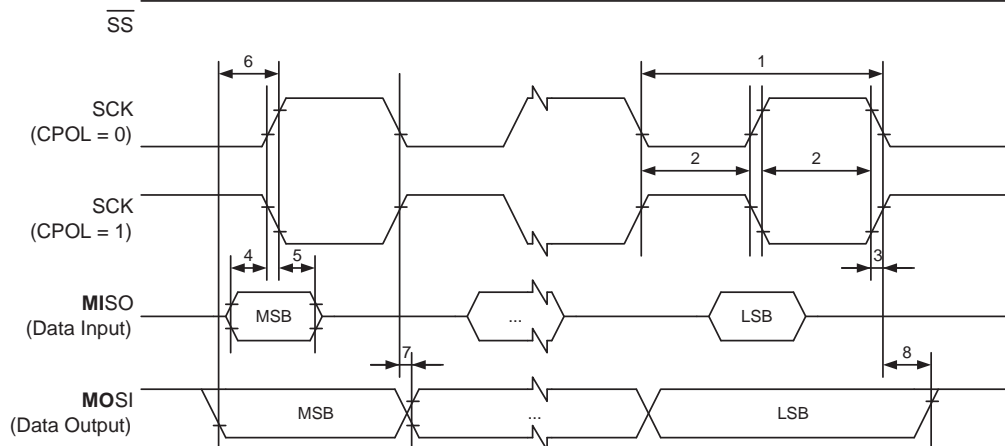 SS
6
1
SCK
(CPOL = 0)
2
2
SCK
(CPOL = 1)
4
5
3
MISO
(Data Input)
MSB
...
LSB
7
8
MOSI
(Data Output)
MSB
...
LSB